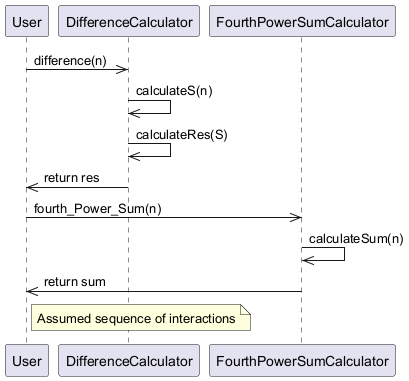 User DifferenceCalculator FourthPowerSumCalculator
difference(n)
calculateS(n)
calculateRes(S)
return res
fourth_Power_Sum(n)
calculateSum(n)
return sum
Assumed sequence of interactions
User DifferenceCalculator FourthPowerSumCalculator